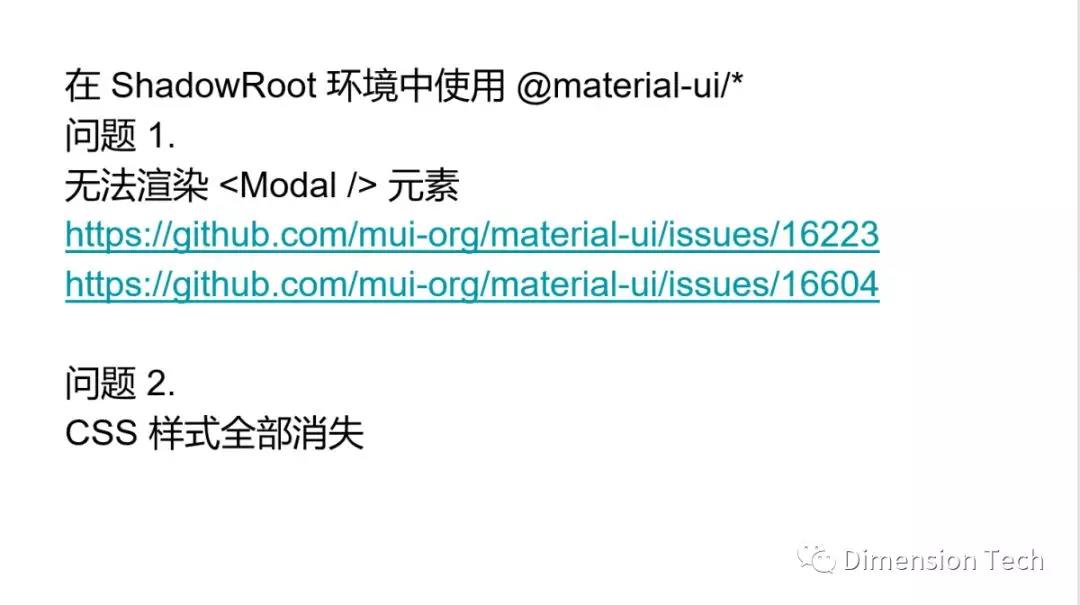 在 ShadowRoot 环境中使用 @material-ui/*
问题 1.
无法渲染 <Modal /> 元素
https://github.com/mui-org/material-ui/issues/16223
https://github.com/mui-org/material-ui/issues/16604
问题 2.
CSS 样式全部消失
Dimension Tech